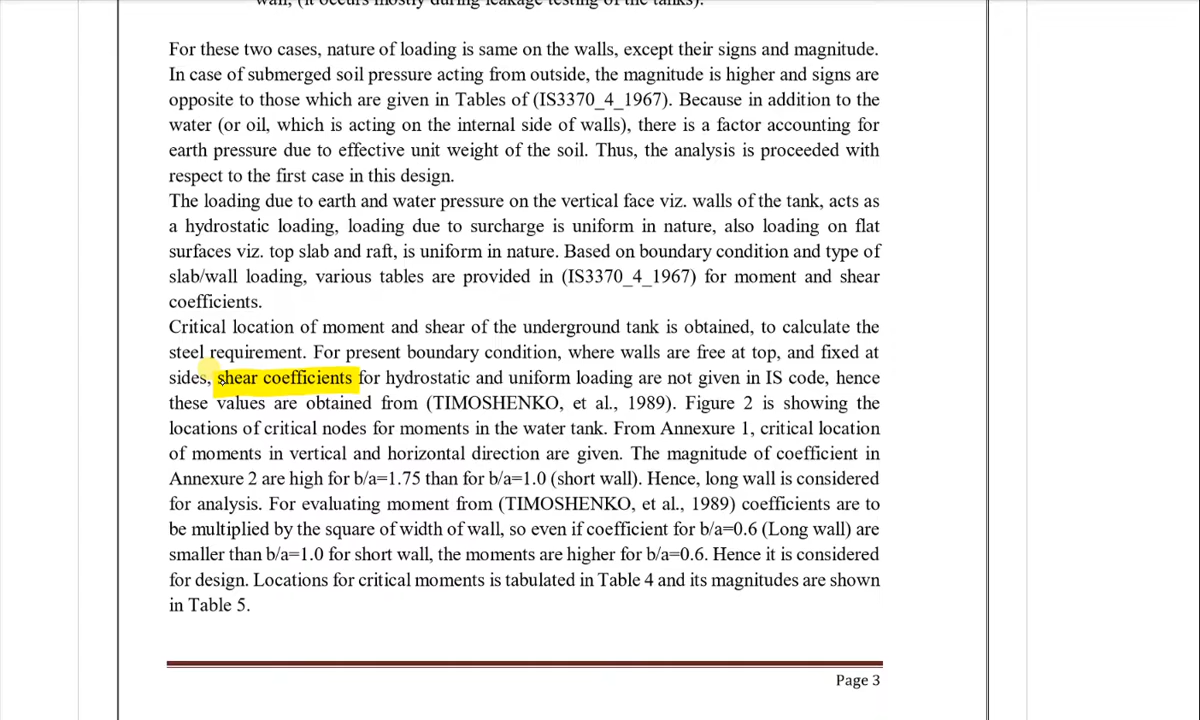 wall, (it occurs mostly during leakage testing of the tanks).
For these two cases, nature of loading is same on the walls, except their signs and magnitude.
In case of submerged soil pressure acting from outside, the magnitude is higher and signs are
opposite to those which are given in Tables of (IS3370_4_1967). Because in addition to the
water (or oil, which is acting on the internal side of walls), there is a factor accounting for
earth pressure due to effective unit weight of the soil. Thus, the analysis is proceeded with
respect to the first case in this design.
The loading due to earth and water pressure on the vertical face viz. walls of the tank, acts as
a hydrostatic loading, loading due to surcharge is uniform in nature, also loading on flat
surfaces viz. top slab and raft, is uniform in nature. Based on boundary condition and type of
slab/wall loading, various tables are provided in (IS3370_4_1967) for moment and shear
coefficients.
Critical location of moment and shear of the underground tank is obtained, to calculate the
steel requirement. For present boundary condition, where walls are free at top, and fixed at
sides, shear coefficients for hydrostatic and uniform loading are not given in IS code, hence
these values are obtained from (TIMOSHENKO, et al., 1989). Figure 2 is showing the
locations of critical nodes for moments in the water tank. From Annexure 1, critical location
of moments in vertical and horizontal direction are given. The magnitude of coefficient in
Annexure 2 are high for b/a=1.75 than for b/a=1.0 (short wall). Hence, long wall is considered
for analysis. For evaluating moment from (TIMOSHENKO, et al., 1989) coefficients are to
be multiplied by the square of width of wall, so even if coefficient for b/a=0.6 (Long wall) are
smaller than b/a=1.0 for short wall, the moments are higher for b/a=0.6. Hence it is considered
for design. Locations for critical moments is tabulated in Table 4 and its magnitudes are shown
in Table 5.
Page 3